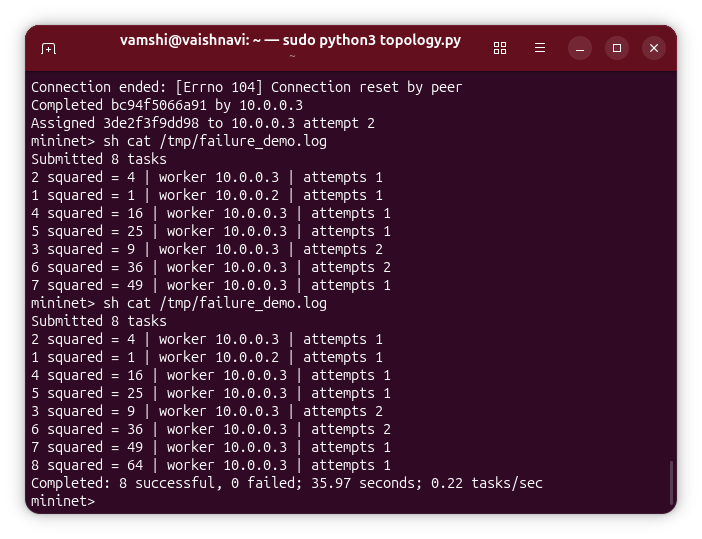 vamshi@vaishnavi: ~ — sudo python3 topology.py
~
Connection ended: [Errno 104] Connection reset by peer
Completed bc94f5066a91 by 10.0.0.3
Assigned 3de2f3f9dd98 to 10.0.0.3 attempt 2
mininet> sh cat /tmp/failure_demo.log
Submitted 8 tasks
2 squared = 4 | worker 10.0.0.3 | attempts 1
1 squared = 1 | worker 10.0.0.2 | attempts 1
4 squared = 16 | worker 10.0.0.3 | attempts 1
5 squared = 25 | worker 10.0.0.3 | attempts 1
3 squared = 9 | worker 10.0.0.3 | attempts 2
6 squared = 36 | worker 10.0.0.3 | attempts 2
7 squared = 49 | worker 10.0.0.3 | attempts 1
mininet> sh cat /tmp/failure_demo.log
Submitted 8 tasks
2 squared = 4 | worker 10.0.0.3 | attempts 1
1 squared = 1 | worker 10.0.0.2 | attempts 1
4 squared = 16 | worker 10.0.0.3 | attempts 1
5 squared = 25 | worker 10.0.0.3 | attempts 1
3 squared = 9 | worker 10.0.0.3 | attempts 2
6 squared = 36 | worker 10.0.0.3 | attempts 2
7 squared = 49 | worker 10.0.0.3 | attempts 1
8 squared = 64 | worker 10.0.0.3 | attempts 1
Completed: 8 successful, 0 failed; 35.97 seconds; 0.22 tasks/sec
mininet>